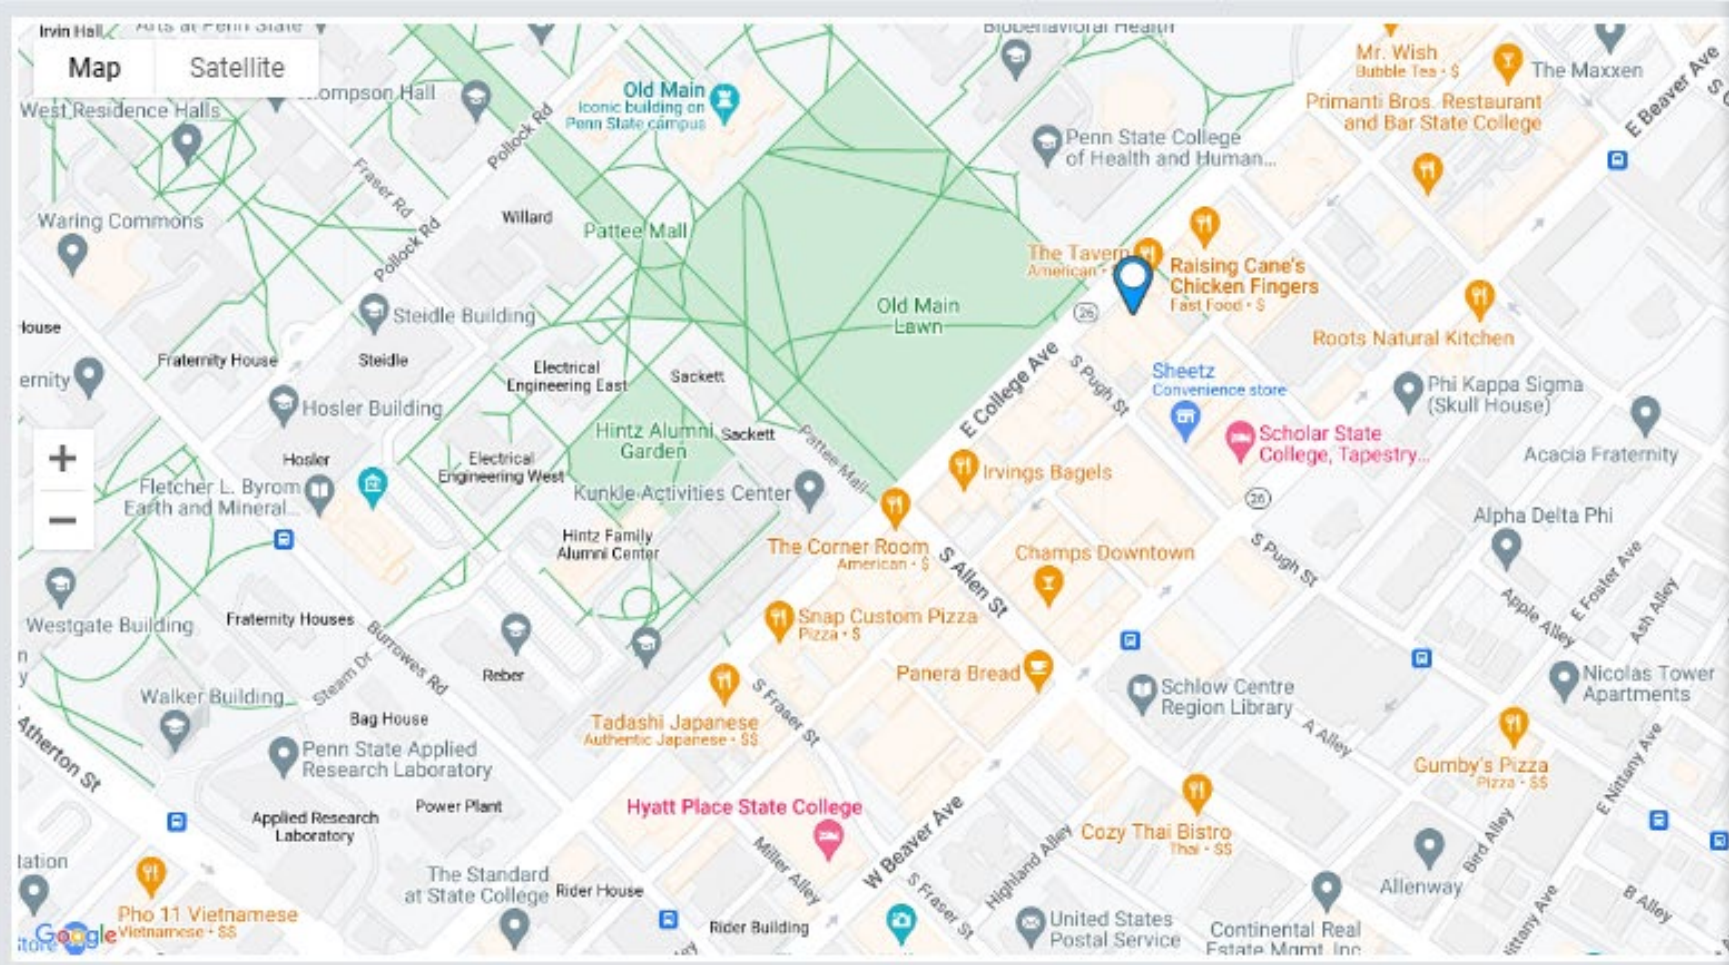 Irvin Hall
Arts at Penn State
Biobehavioral Health
Map
Satellite
Thompson Hall
West Residence Halls
Pollock Rd
Old Main
Iconic building on
Penn State campus
Mr. Wish
Bubble Tea · $
The Maxxen
E Beaver Ave
Primanti Bros. Restaurant
and Bar State College
Penn State College
of Health and Human...
Fraser Rd
Waring Commons
Pollock Rd
Willard
Pattee Mall
The Tavern
American ·
Raising Cane's
Chicken Fingers
Fast Food · $
Old Main
Lawn
26
Steidle Building
House
Fraternity House
Steidle
Roots Natural Kitchen
ernity
Electrical
Engineering East
Sackett
E College Ave
S Pugh St
Sheetz
Convenience store
Phi Kappa Sigma
(Skull House)
Hosler Building
Hintz Alumni
Garden
Sackett
Pattee Mall
Scholar State
College, Tapestry...
Acacia Fraternity
+
−
Hosler
Electrical
Engineering West
Irvings Bagels
Fletcher L. Byrom
Earth and Mineral...
Kunkle Activities Center
26
Alpha Delta Phi
Hintz Family
Alumni Center
The Corner Room
American · $
S Allen St
Champs Downtown
S Pugh St
E Foster Ave
Apple Alley
Ash Alley
Westgate Building
Fraternity Houses
Burrowes Rd
Snap Custom Pizza
Pizza · $
n
y
Steam Dr
Reber
Panera Bread
Schlow Centre
Region Library
Nicolas Tower
Apartments
Walker Building
Bag House
Tadashi Japanese
Authentic Japanese · $$
S Fraser St
A Alley
Atherton St
Penn State Applied
Research Laboratory
Gumby's Pizza
Pizza · $$
E Nittany Ave
Power Plant
Applied Research
Laboratory
Hyatt Place State College
W Beaver Ave
Cozy Thai Bistro
Thai · $$
Highland Alley
Bird Alley
Miller Alley
The Standard
at State College
Rider House
S Fraser St
Allenway
B Alley
ittany Ave
tation
Pho 11 Vietnamese
Vietnamese · $$
Google
Store
Rider Building
United States
Postal Service
Continental Real
Estate Mgmt, Inc